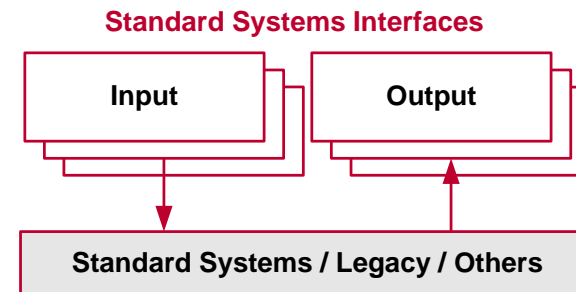 Standard Systems Interfaces
Input
Output
Standard Systems / Legacy / Others